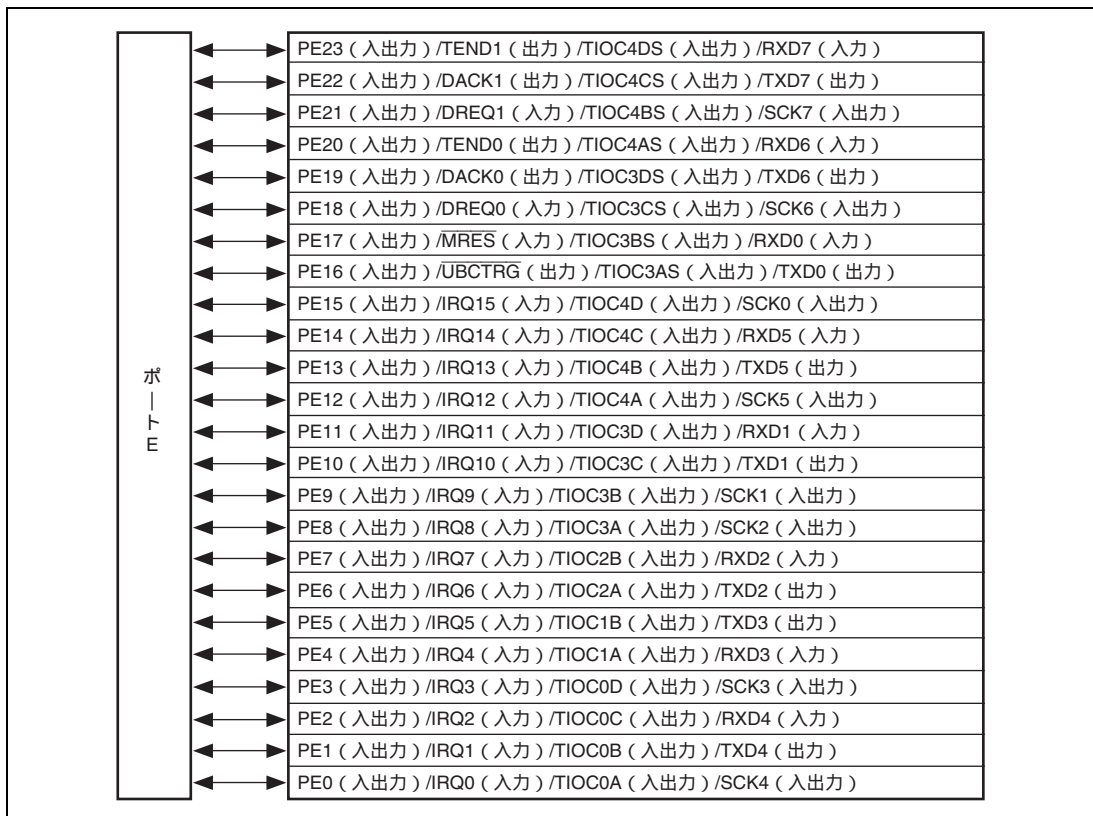 ポートE
PE23（入出力）/TEND1（出力）/TIOC4DS（入出力）/RXD7（入力）
PE22（入出力）/DACK1（出力）/TIOC4CS（入出力）/TXD7（出力）
PE21（入出力）/DREQ1（入力）/TIOC4BS（入出力）/SCK7（入出力）
PE20（入出力）/TEND0（出力）/TIOC4AS（入出力）/RXD6（入力）
PE19（入出力）/DACK0（出力）/TIOC3DS（入出力）/TXD6（出力）
PE18（入出力）/DREQ0（入力）/TIOC3CS（入出力）/SCK6（入出力）
PE17（入出力）/MRES（入力）/TIOC3BS（入出力）/RXD0（入力）
PE16（入出力）/UBCTRG（出力）/TIOC3AS（入出力）/TXD0（出力）
PE15（入出力）/IRQ15（入力）/TIOC4D（入出力）/SCK0（入出力）
PE14（入出力）/IRQ14（入力）/TIOC4C（入出力）/RXD5（入力）
PE13（入出力）/IRQ13（入力）/TIOC4B（入出力）/TXD5（出力）
PE12（入出力）/IRQ12（入力）/TIOC4A（入出力）/SCK5（入出力）
PE11（入出力）/IRQ11（入力）/TIOC3D（入出力）/RXD1（入力）
PE10（入出力）/IRQ10（入力）/TIOC3C（入出力）/TXD1（出力）
PE9（入出力）/IRQ9（入力）/TIOC3B（入出力）/SCK1（入出力）
PE8（入出力）/IRQ8（入力）/TIOC3A（入出力）/SCK2（入出力）
PE7（入出力）/IRQ7（入力）/TIOC2B（入出力）/RXD2（入力）
PE6（入出力）/IRQ6（入力）/TIOC2A（入出力）/TXD2（出力）
PE5（入出力）/IRQ5（入力）/TIOC1B（入出力）/TXD3（出力）
PE4（入出力）/IRQ4（入力）/TIOC1A（入出力）/RXD3（入力）
PE3（入出力）/IRQ3（入力）/TIOC0D（入出力）/SCK3（入出力）
PE2（入出力）/IRQ2（入力）/TIOC0C（入出力）/RXD4（入力）
PE1（入出力）/IRQ1（入力）/TIOC0B（入出力）/TXD4（出力）
PE0（入出力）/IRQ0（入力）/TIOC0A（入出力）/SCK4（入出力）